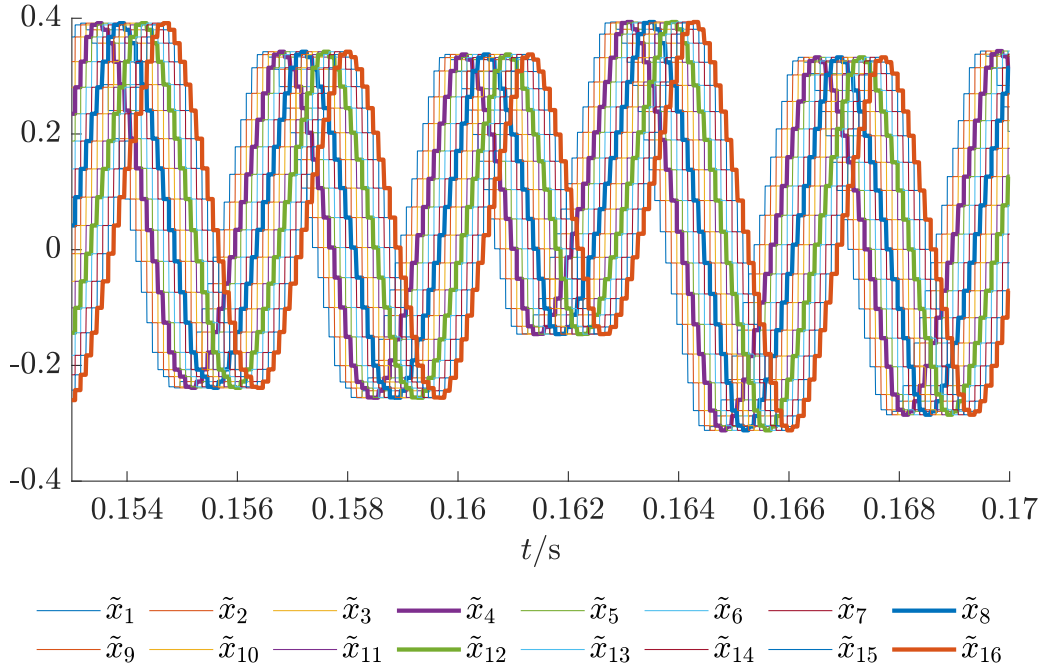 0.4
0.2
0
-0.2
-0.4
0.154 0.156 0.158 0.16 0.162 0.164 0.166 0.168 0.17
t/s
x̃₁ x̃₂ x̃₃ x̃₄ x̃₅ x̃₆ x̃₇ x̃₈
x̃₉ x̃₁₀ x̃₁₁ x̃₁₂ x̃₁₃ x̃₁₄ x̃₁₅ x̃₁₆